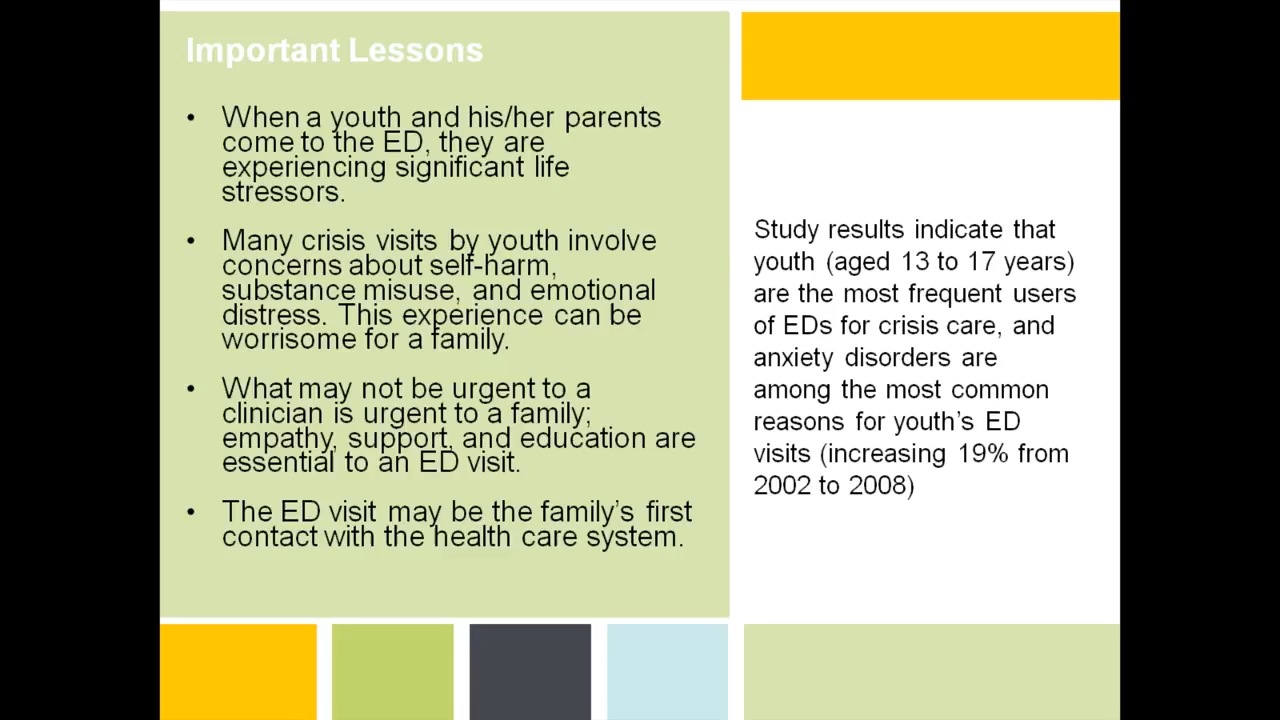 Important Lessons
• When a youth and his/her parents
come to the ED, they are
experiencing significant life
stressors.
• Many crisis visits by youth involve
concerns about self-harm,
substance misuse, and emotional
distress. This experience can be
worrisome for a family.
• What may not be urgent to a
clinician is urgent to a family;
empathy, support, and education are
essential to an ED visit.
• The ED visit may be the family's first
contact with the health care system.
Study results indicate that
youth (aged 13 to 17 years)
are the most frequent users
of EDs for crisis care, and
anxiety disorders are
among the most common
reasons for youth's ED
visits (increasing 19% from
2002 to 2008)